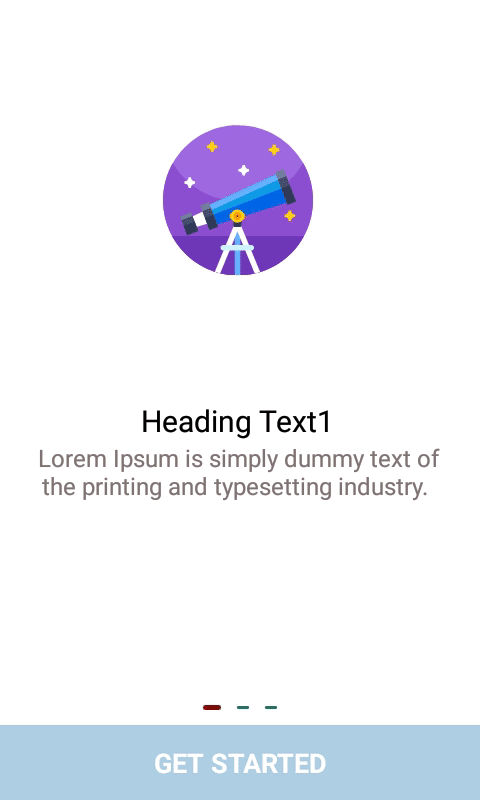 Heading Text1
Lorem Ipsum is simply dummy text of
the printing and typesetting industry.
GET STARTED